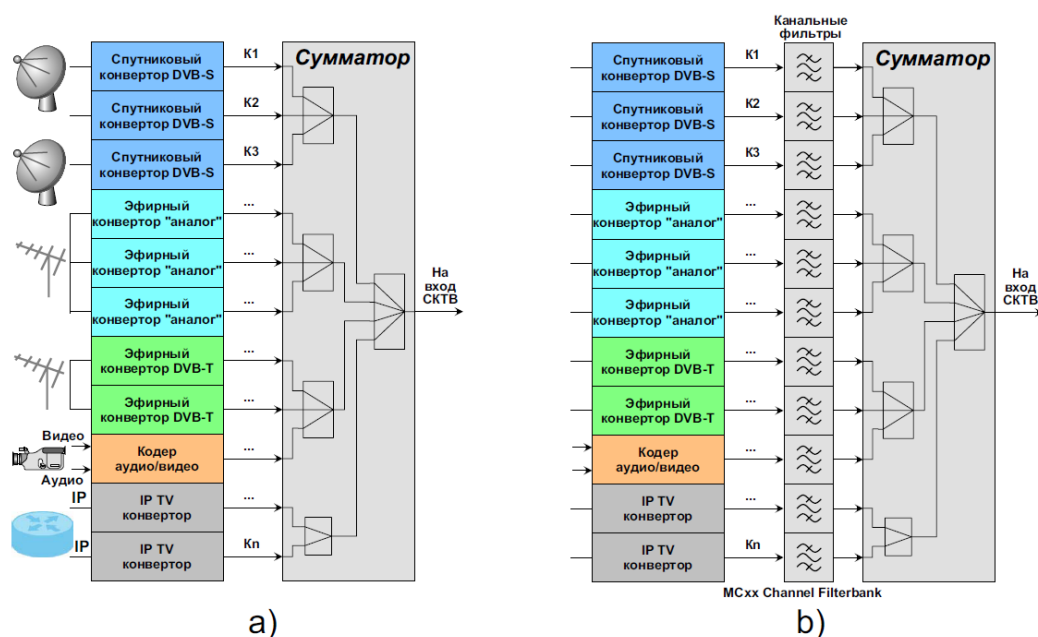 Спутниковый
конвертор DVB-S
К1
Сумматор
Спутниковый
конвертор DVB-S
К2
Спутниковый
конвертор DVB-S
К3
Эфирный
конвертор "аналог"
...
Эфирный
конвертор "аналог"
...
Эфирный
конвертор "аналог"
...
На
вход
СКТВ
Эфирный
конвертор DVB-T
...
Эфирный
конвертор DVB-T
...
Видео
Аудио
Кодер
аудио/видео
...
IP
IP TV
конвертор
...
IP
IP TV
конвертор
Кn
a)
Канальные
фильтры
Спутниковый
конвертор DVB-S
К1
Сумматор
Спутниковый
конвертор DVB-S
К2
Спутниковый
конвертор DVB-S
К3
Эфирный
конвертор "аналог"
...
Эфирный
конвертор "аналог"
...
Эфирный
конвертор "аналог"
...
На
вход
СКТВ
Эфирный
конвертор DVB-T
...
Эфирный
конвертор DVB-T
...
Кодер
аудио/видео
...
IP TV
конвертор
...
IP TV
конвертор
Кn
MCxx Channel Filterbank
b)